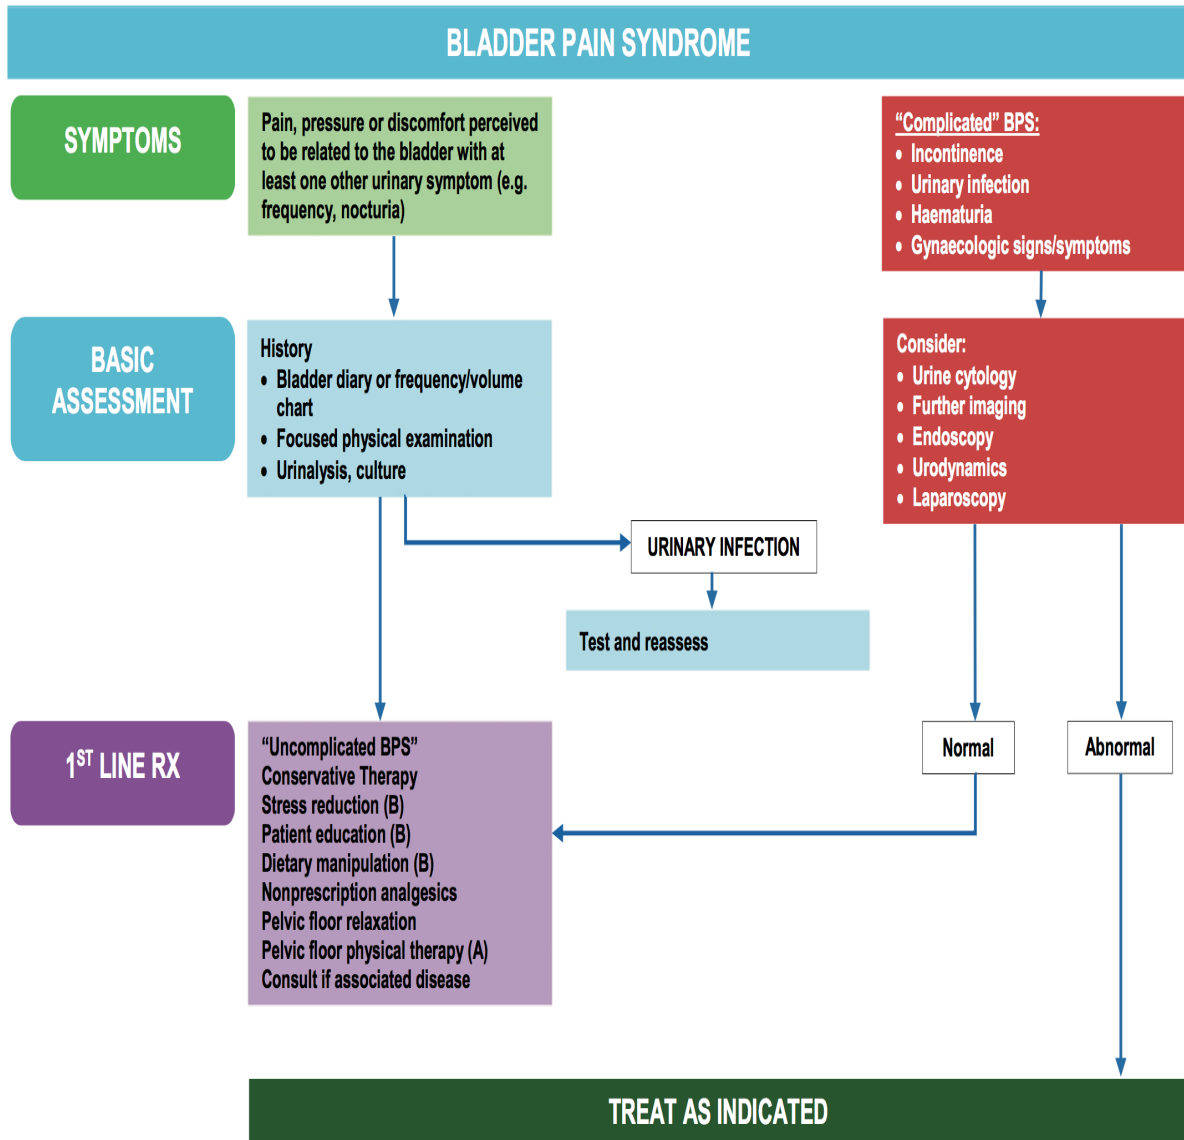 BLADDER PAIN SYNDROME
SYMPTOMS
Pain, pressure or discomfort perceived
to be related to the bladder with at
least one other urinary symptom (e.g.
frequency, nocturia)
“Complicated” BPS:
• Incontinence
• Urinary infection
• Haematuria
• Gynaecologic signs/symptoms
BASIC
ASSESSMENT
History
• Bladder diary or frequency/volume
chart
• Focused physical examination
• Urinalysis, culture
Consider:
• Urine cytology
• Further imaging
• Endoscopy
• Urodynamics
• Laparoscopy
URINARY INFECTION
Test and reassess
1ST LINE RX
“Uncomplicated BPS”
Conservative Therapy
Stress reduction (B)
Patient education (B)
Dietary manipulation (B)
Nonprescription analgesics
Pelvic floor relaxation
Pelvic floor physical therapy (A)
Consult if associated disease
Normal
Abnormal
TREAT AS INDICATED